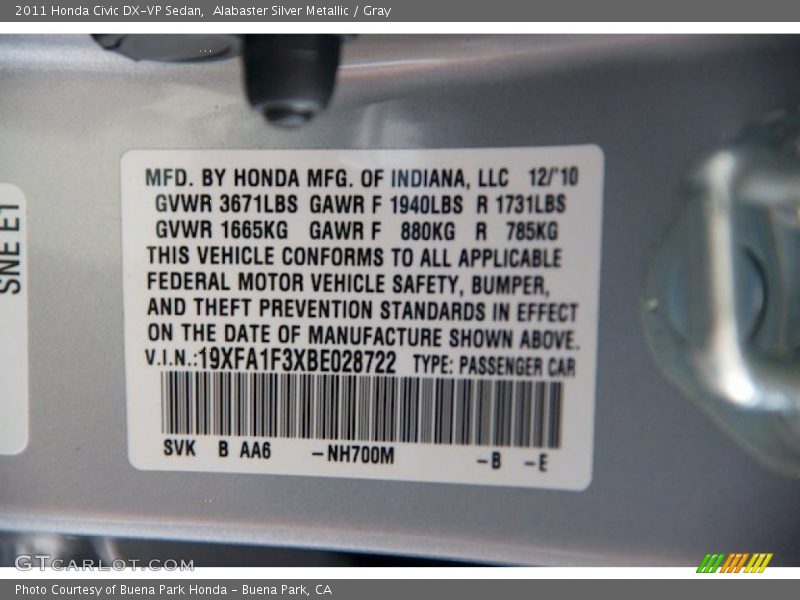 2011 Honda Civic DX-VP Sedan,  Alabaster Silver Metallic / Gray
MFD. BY HONDA MFG. OF INDIANA, LLC 12/'10
GVWR 3671LBS GAWR F 1940LBS R 1731LBS
GVWR 1665KG GAWR F 880KG R 785KG
THIS VEHICLE CONFORMS TO ALL APPLICABLE
FEDERAL MOTOR VEHICLE SAFETY, BUMPER,
AND THEFT PREVENTION STANDARDS IN EFFECT
ON THE DATE OF MANUFACTURE SHOWN ABOVE.
V.I.N.:19XFA1F3XBE028722 TYPE: PASSENGER CAR
SVK B AA6 -NH700M -B -E
SNE E1
GTCARLOT.COM
Photo Courtesy of Buena Park Honda - Buena Park, CA